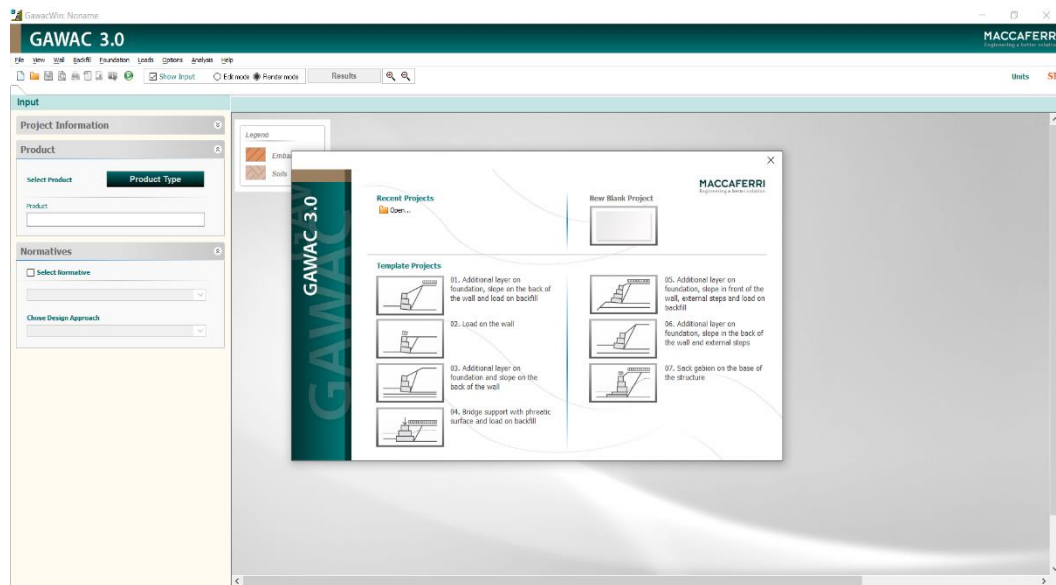 GawacWin: Noname
GAWAC 3.0
MACCAFERRI
Engineering a better solution
File View Wall Backfill Foundation Loads Options Analysis Help
Show Input
Edit mode
Render mode
Results
Units
SI
Input
Project Information
Product
Select Product
Product Type
Product
Normatives
Select Normative
Chose Design Approach
Legend
Soils
GAWAC 3.0
GAWAC
MACCAFERRI
Engineering a better solution
Recent Projects
Open...
New Blank Project
Template Projects
01. Additional layer on
foundation, slope on the back of
the wall and load on backfill
02. Load on the wall
03. Additional layer on
foundation and slope on the
back of the wall
04. Bridge support with phreatic
surface and load on backfill
05. Additional layer on
foundation, slope in front of the
wall, external steps and load on
backfill
06. Additional layer on
foundation, slope in the back of
the wall and external steps
07. Sack gabion on the base of
the structure